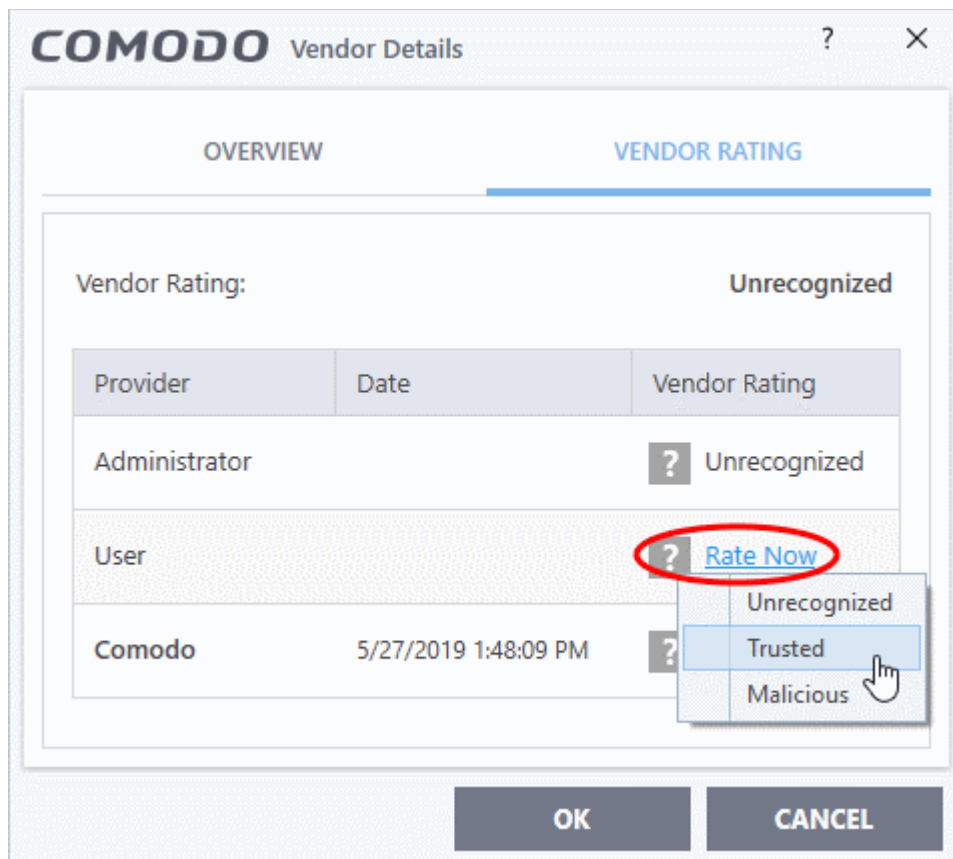 COMODO Vendor Details ? ×
OVERVIEW VENDOR RATING
Vendor Rating: Unrecognized
Provider Date Vendor Rating
Administrator ? Unrecognized
User ? Rate Now
Unrecognized
Comodo 5/27/2019 1:48:09 PM ? Trusted
Malicious
OK CANCEL